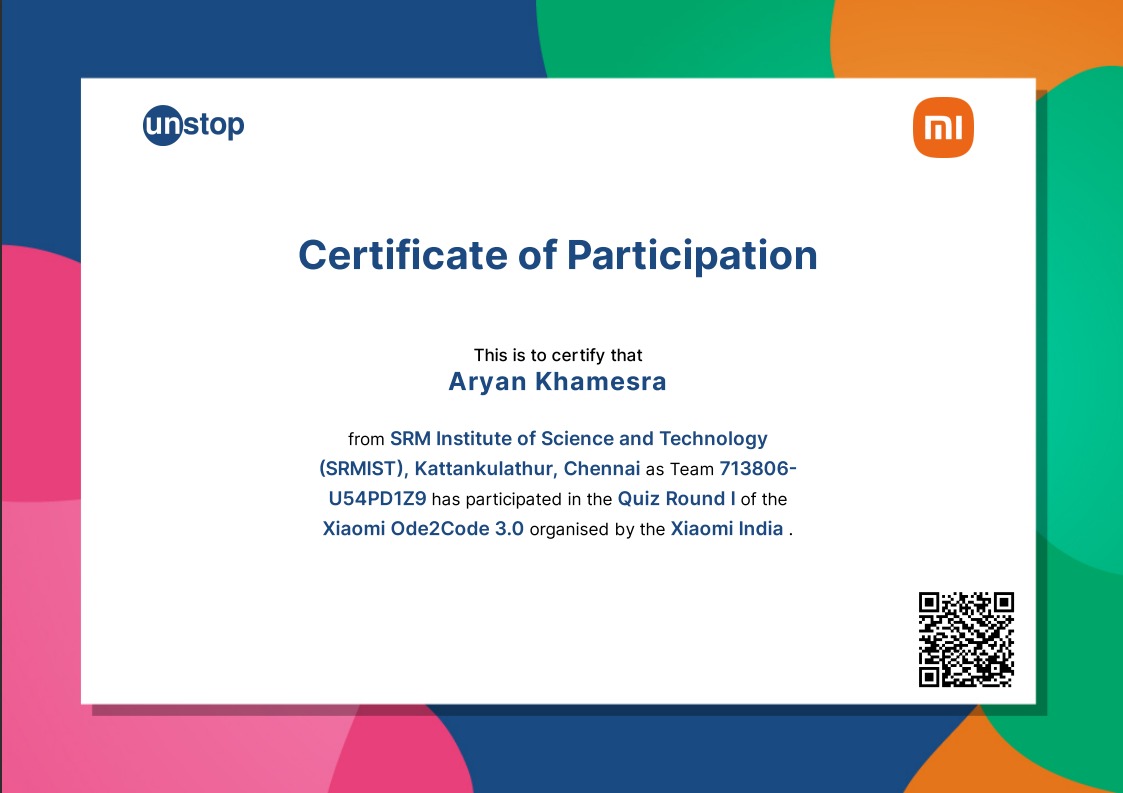 unstop
mi
Certificate of Participation
This is to certify that
Aryan Khamesra
from SRM Institute of Science and Technology
(SRMIST), Kattankulathur, Chennai as Team 713806-
U54PD1Z9 has participated in the Quiz Round I of the
Xiaomi Ode2Code 3.0 organised by the Xiaomi India .